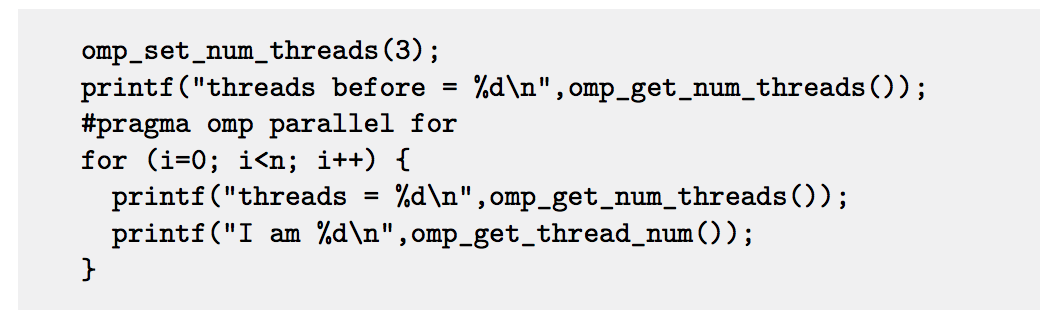 omp_set_num_threads(3);
printf("threads before = %d\n",omp_get_num_threads());
#pragma omp parallel for
for (i=0; i<n; i++) {
  printf("threads = %d\n",omp_get_num_threads());
  printf("I am %d\n",omp_get_thread_num());
}